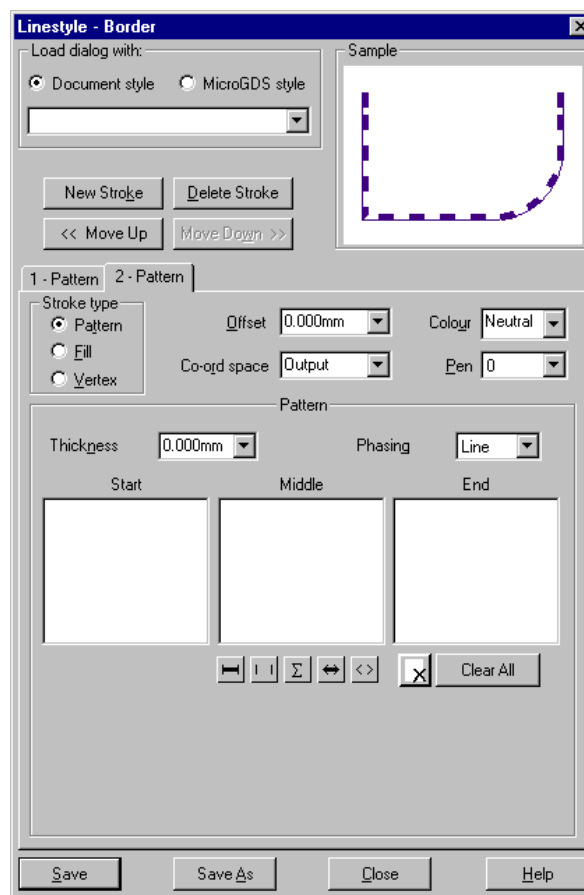 Linestyle - Border
Load dialog with:
Document style MicroGDS style
Sample
New Stroke Delete Stroke
<< Move Up Move Down >>
1 - Pattern 2 - Pattern
Stroke type
Pattern
Fill
Vertex
Offset 0.000mm Colour Neutral
Co-ord space Output Pen 0
Pattern
Thickness 0.000mm Phasing Line
Start Middle End
Σ <> X Clear All
Save Save As Close Help